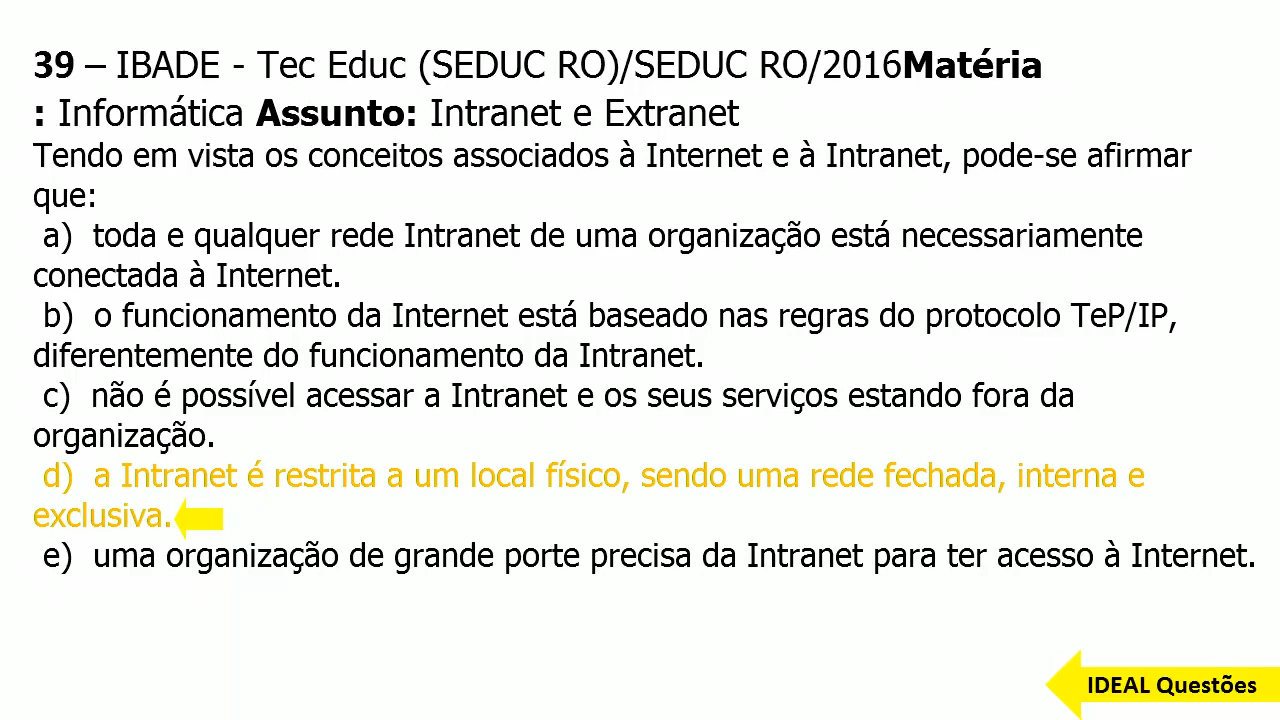 39 – IBADE - Tec Educ (SEDUC RO)/SEDUC RO/2016Matéria
: Informática Assunto: Intranet e Extranet
Tendo em vista os conceitos associados à Internet e à Intranet, pode-se afirmar
que:
a) toda e qualquer rede Intranet de uma organização está necessariamente
conectada à Internet.
b) o funcionamento da Internet está baseado nas regras do protocolo TeP/IP,
diferentemente do funcionamento da Intranet.
c) não é possível acessar a Intranet e os seus serviços estando fora da
organização.
d) a Intranet é restrita a um local físico, sendo uma rede fechada, interna e
exclusiva.
e) uma organização de grande porte precisa da Intranet para ter acesso à Internet.
IDEAL Questões